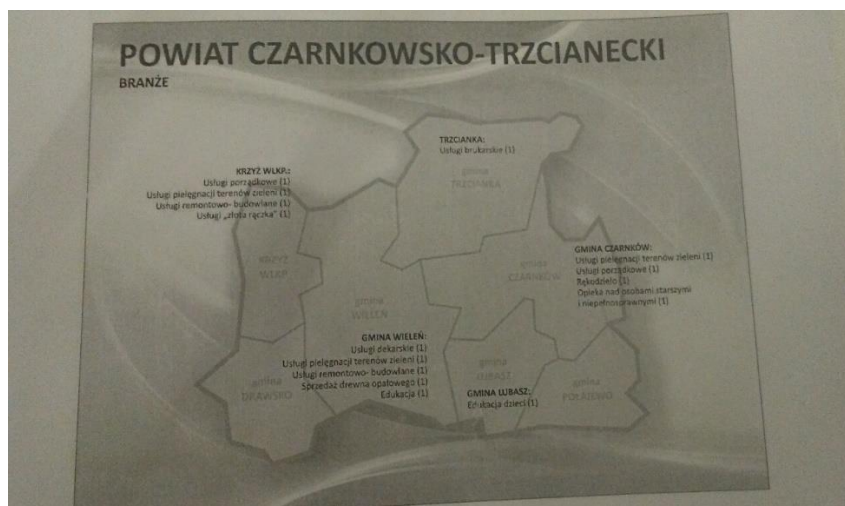 POWIAT CZARNKOWSKO-TRZCIANECKI
BRANŻE
TRZCIANKA:
Usługi brukarskie (1)
gmina
TRZCIANKA
KRZYŻ WLKP.:
Usługi porządkowe (1)
Usługi pielęgnacji terenów zieleni (1)
Usługi remontowo- budowlane (1)
Usługi „złota rączka” (1)
KRZYŻ
WLKP
GMINA CZARNKÓW:
Usługi pielęgnacji terenów zieleni (1)
Usługi porządkowe (1)
Rękodzieło (1)
Opieka nad osobami starszymi
i niepełnosprawnymi (1)
gmina
CZARNKÓW
gmina
WIELEŃ
GMINA WIELEŃ:
Usługi dekarskie (1)
Usługi pielęgnacji terenów zieleni (1)
Usługi remontowo- budowlane (1)
Sprzedaż drewna opałowego (1)
Edukacja (1)
gmina
DRAWSKO
gmina
LUBASZ
GMINA LUBASZ:
Edukacja dzieci (1)
gmina
POŁAJEWO